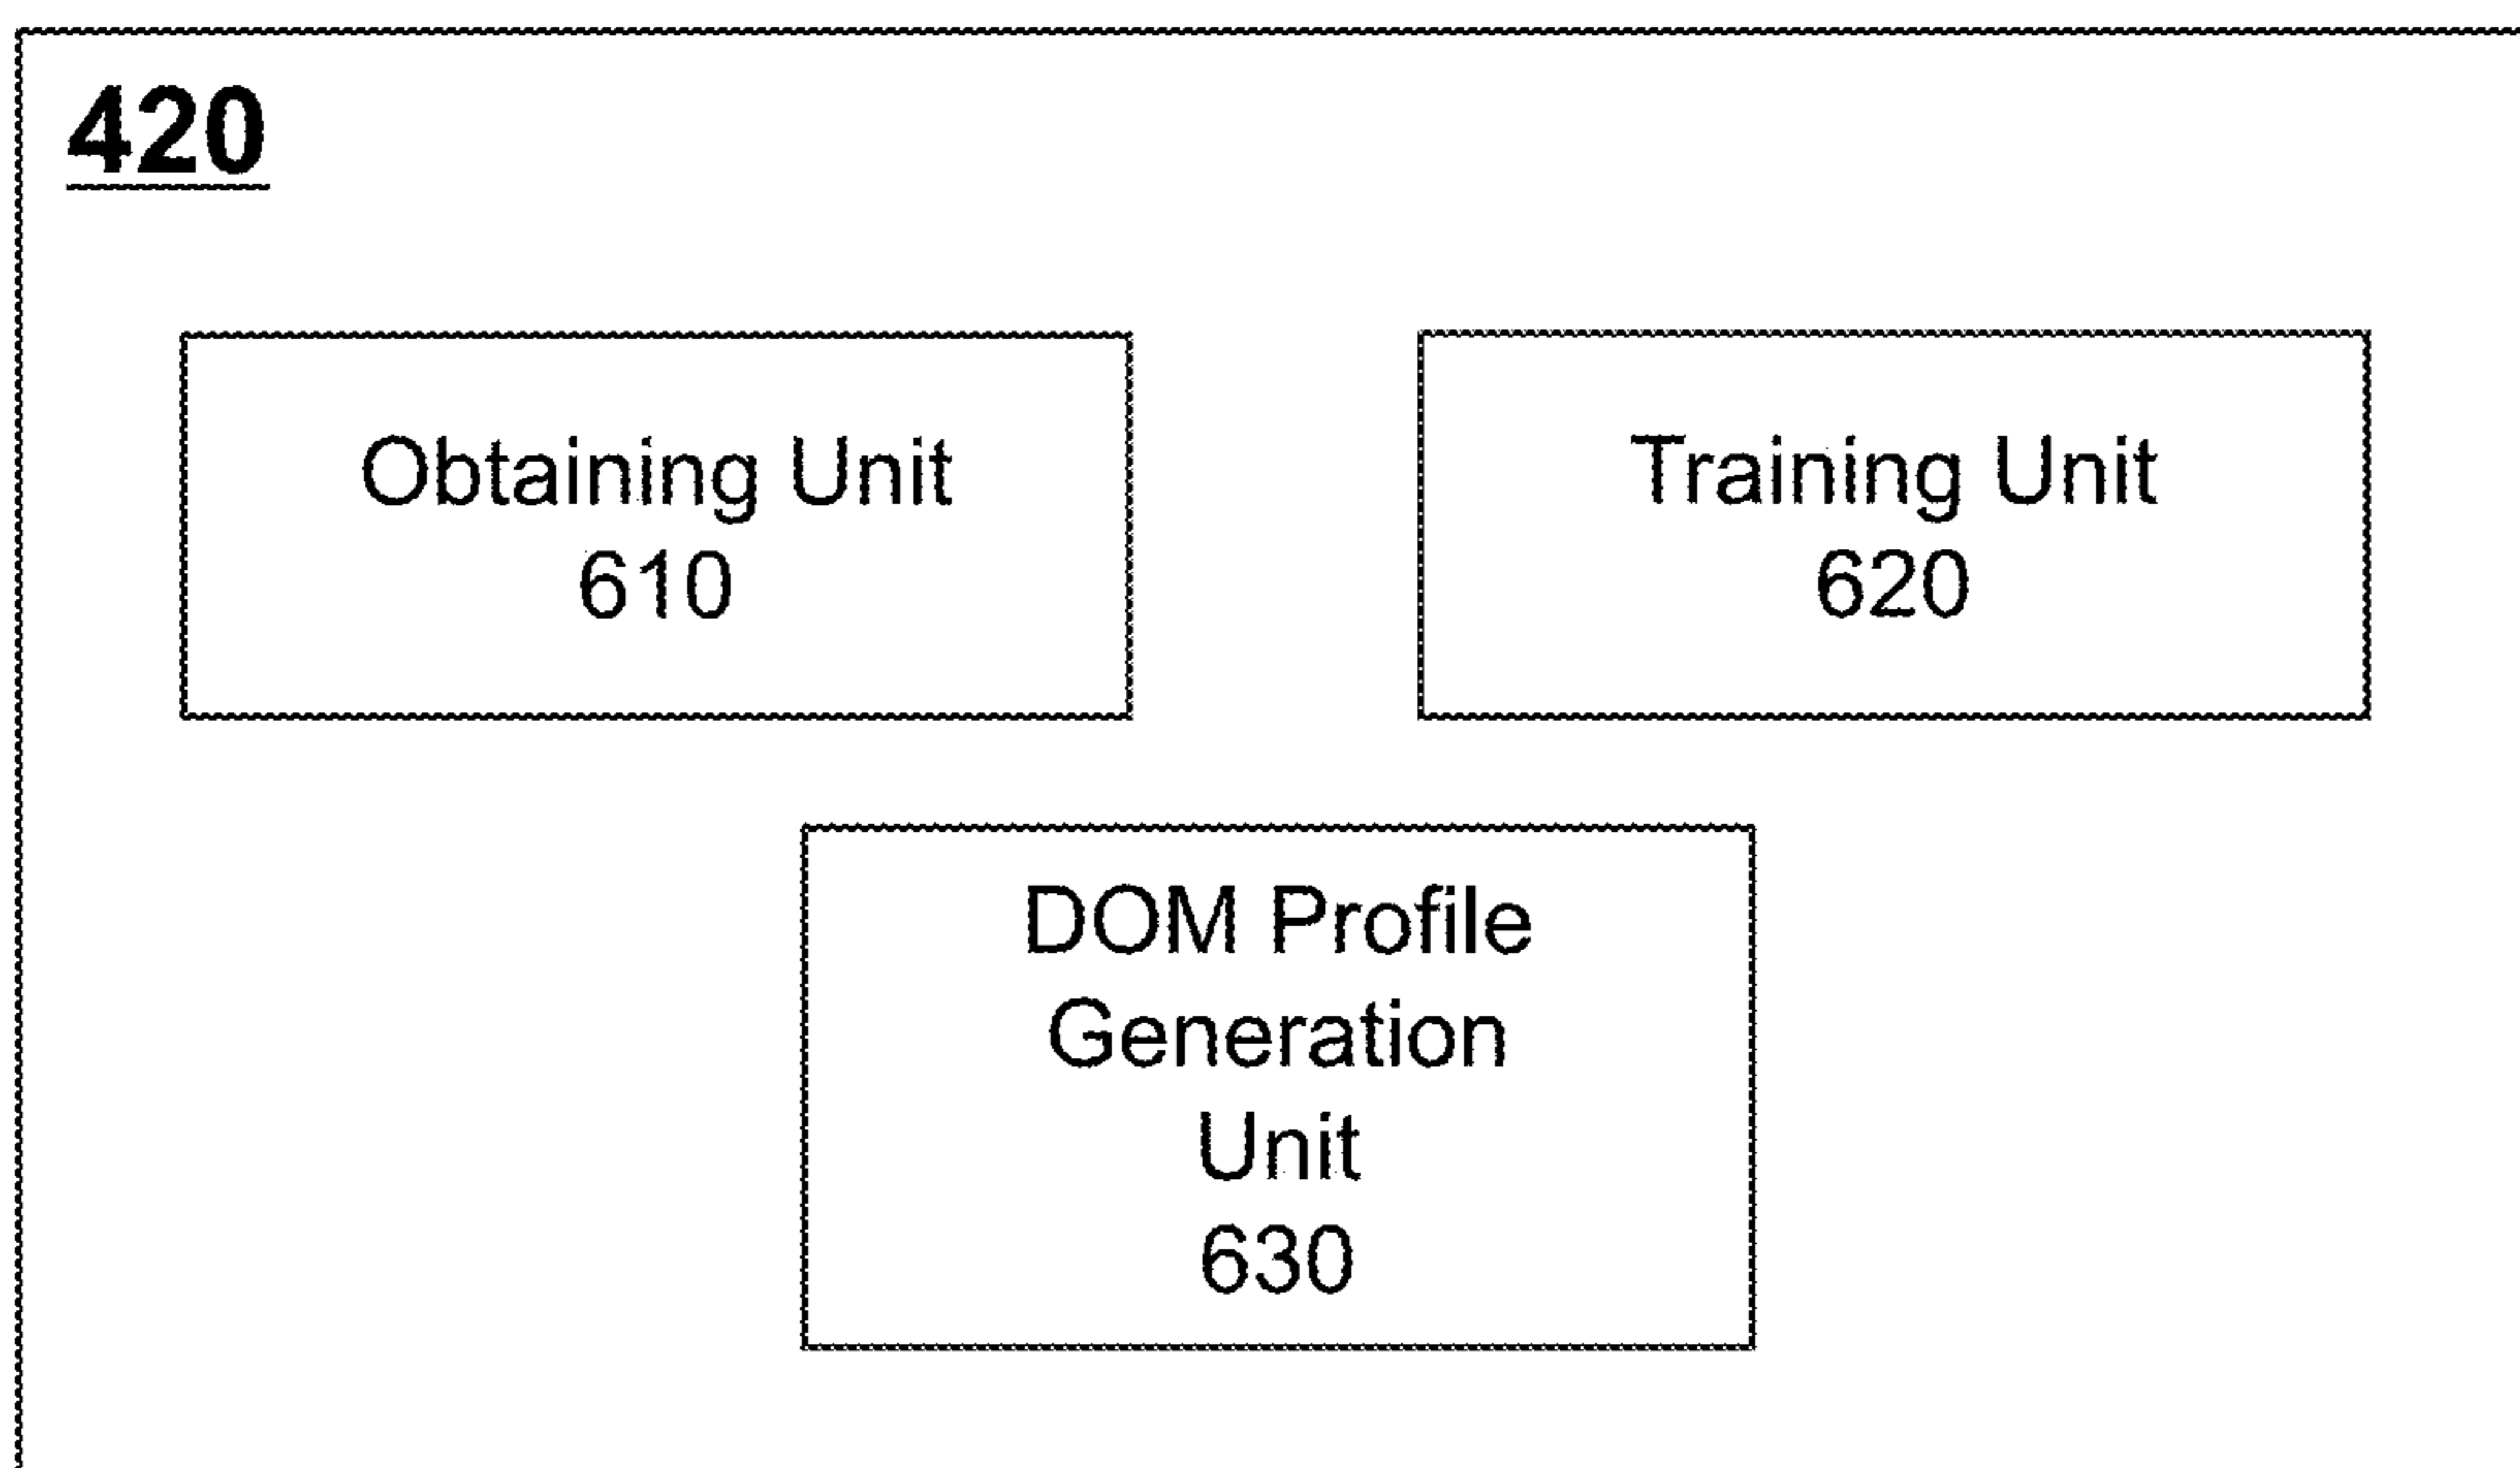 420
Obtaining Unit
610
Training Unit
620
DOM Profile
Generation
Unit
630